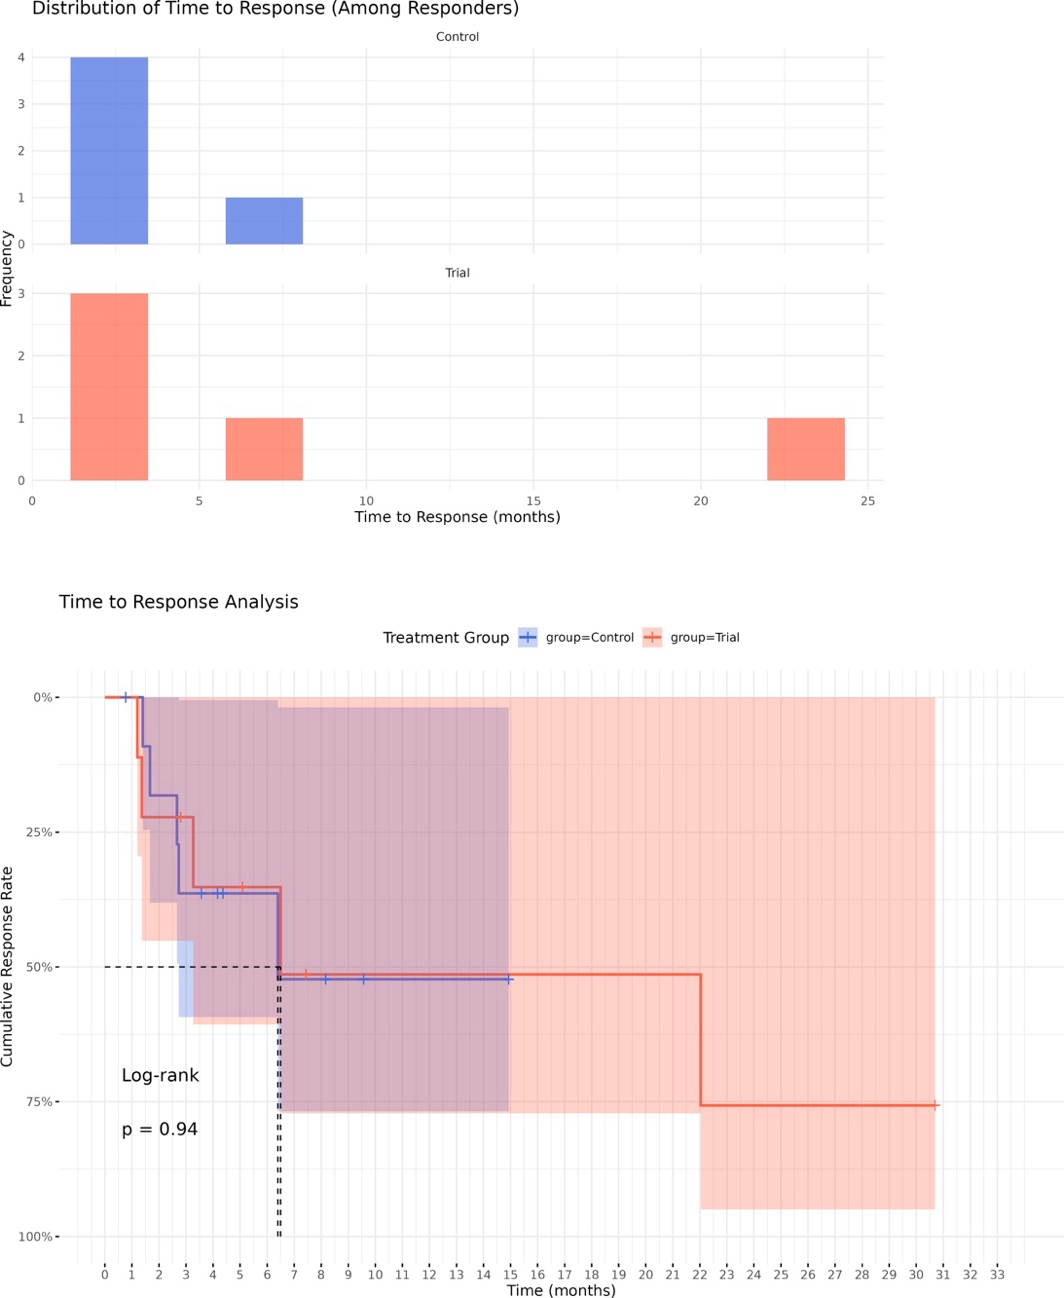 Distribution of Time to Response (Among Responders)
Control
4
3
2
1
0
Frequency
Trial
3
2
1
0
0 5 10 15 20 25
Time to Response (months)
Time to Response Analysis
Treatment Group group=Control group=Trial
0%
25%
50%
75%
100%
Cumulative Response Rate
Log-rank
p = 0.94
0 1 2 3 4 5 6 7 8 9 10 11 12 13 14 15 16 17 18 19 20 21 22 23 24 25 26 27 28 29 30 31 32 33
Time (months)